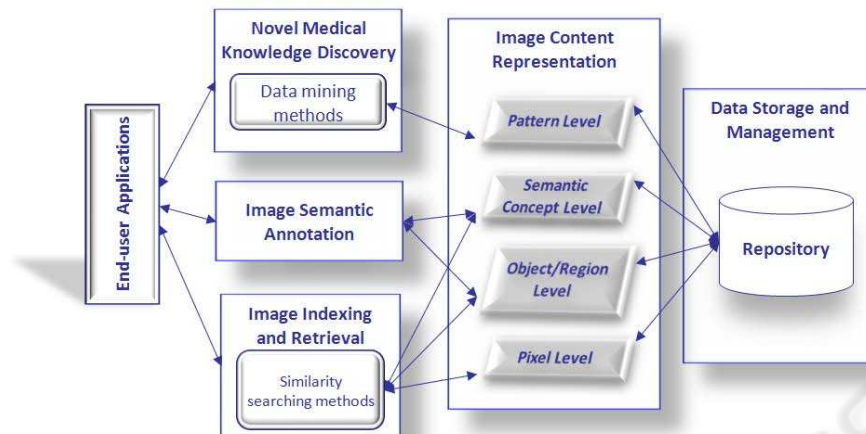 End-user Applications
Novel Medical
Knowledge Discovery
Data mining
methods
Image Semantic
Annotation
Image Indexing
and Retrieval
Similarity
searching methods
Image Content
Representation
Pattern Level
Semantic
Concept Level
Object/Region
Level
Pixel Level
Data Storage and
Management
Repository